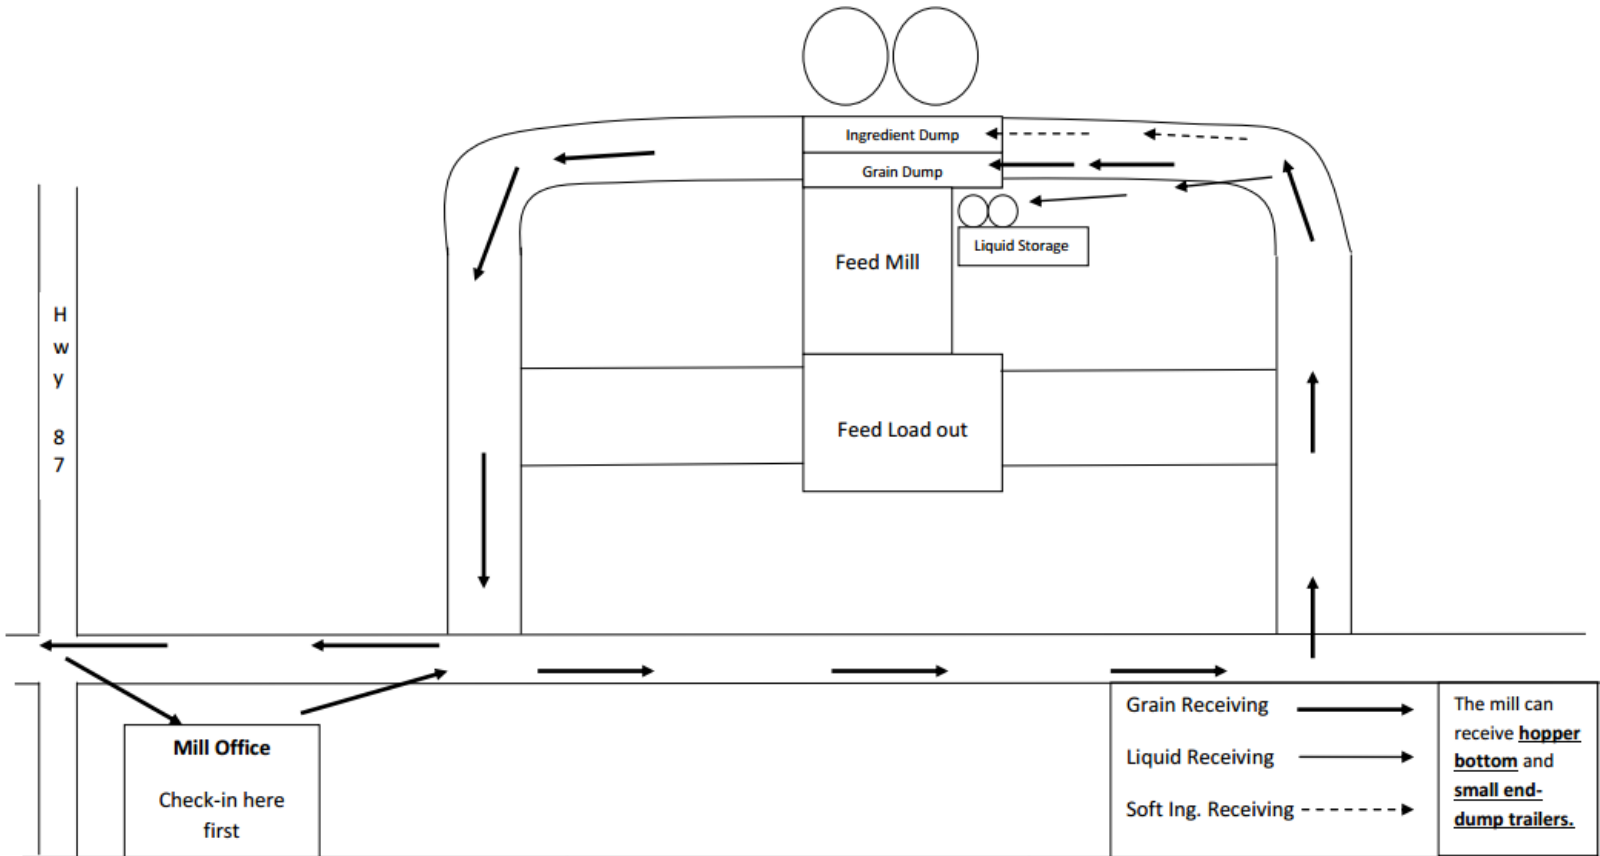 Ingredient Dump
Grain Dump
Liquid Storage
Feed Mill
H
w
y
8
7
Feed Load out
Mill Office
Check-in here
first
Grain Receiving
Liquid Receiving
Soft Ing. Receiving
The mill can
receive hopper
bottom and
small end-
dump trailers.